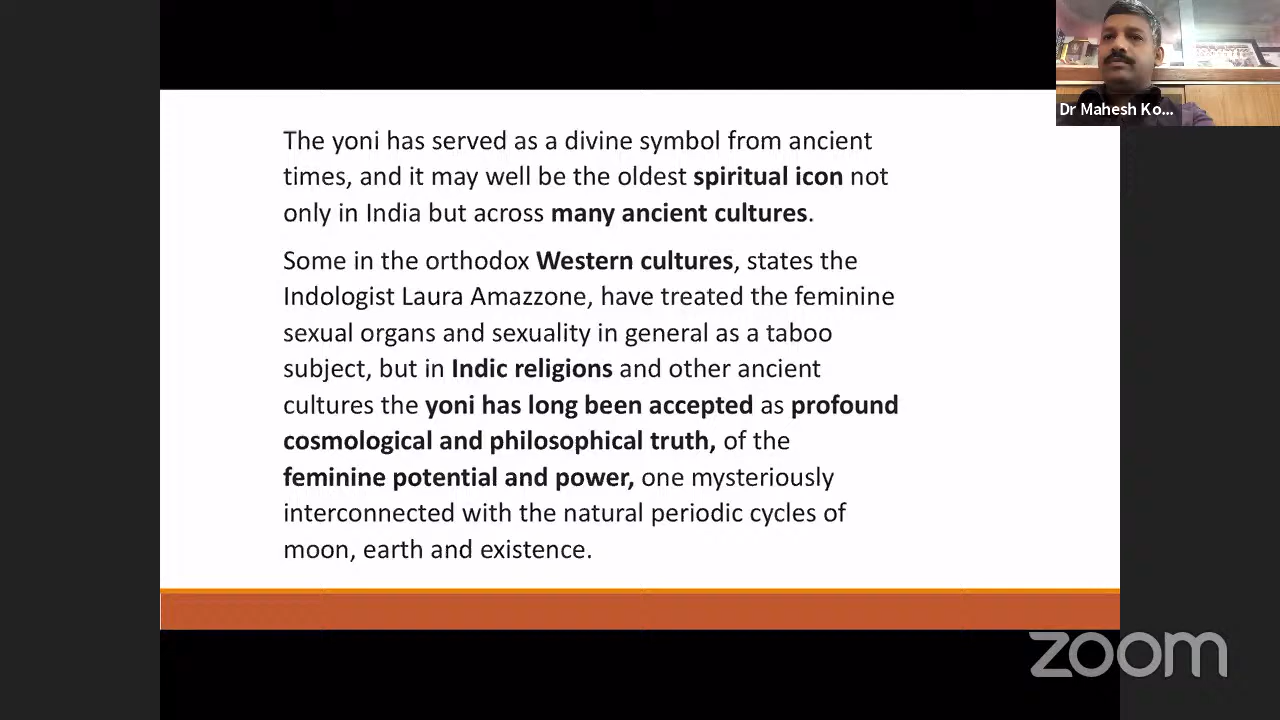 Dr Mahesh Ko...
The yoni has served as a divine symbol from ancient
times, and it may well be the oldest spiritual icon not
only in India but across many ancient cultures.
Some in the orthodox Western cultures, states the
Indologist Laura Amazzone, have treated the feminine
sexual organs and sexuality in general as a taboo
subject, but in Indic religions and other ancient
cultures the yoni has long been accepted as profound
cosmological and philosophical truth, of the
feminine potential and power, one mysteriously
interconnected with the natural periodic cycles of
moon, earth and existence.
zoom